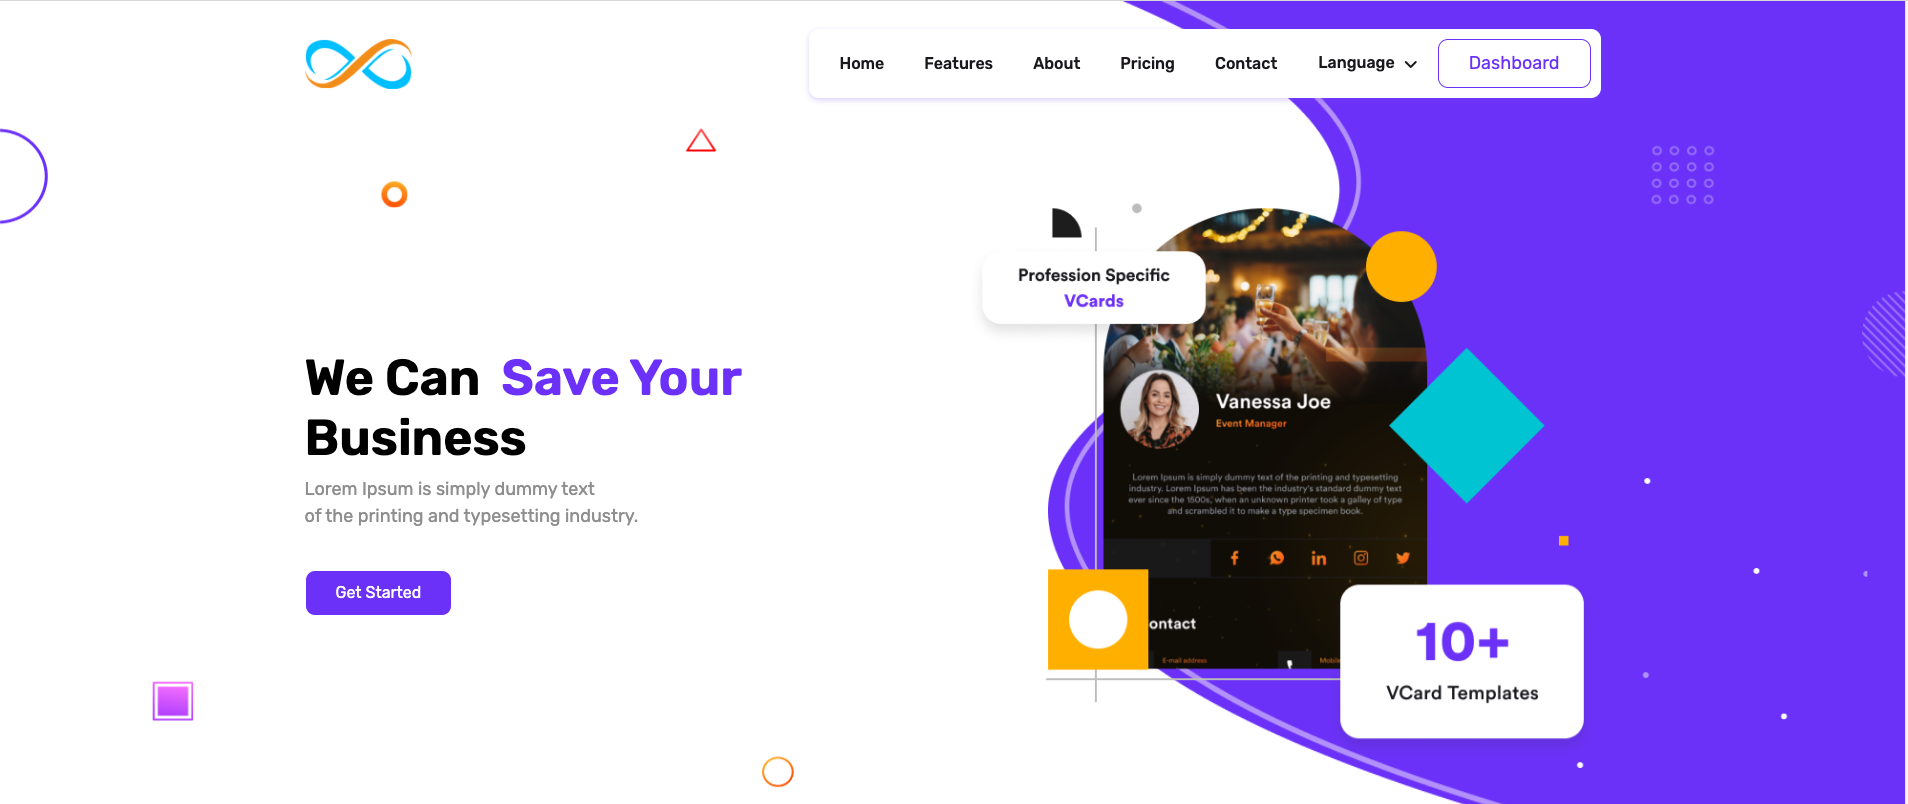 Home Features About Pricing Contact Language Dashboard
Profession Specific
VCards
We Can Save Your
Business
Lorem Ipsum is simply dummy text
of the printing and typesetting industry.
Get Started
Vanessa Joe
Event Manager
Lorem Ipsum is simply dummy text of the printing and typesetting
industry. Lorem Ipsum has been the industry's standard dummy text
ever since the 1500s, when an unknown printer took a galley of type
and scrambled it to make a type specimen book.
ontact
E-mail address
Mobile
10+
VCard Templates